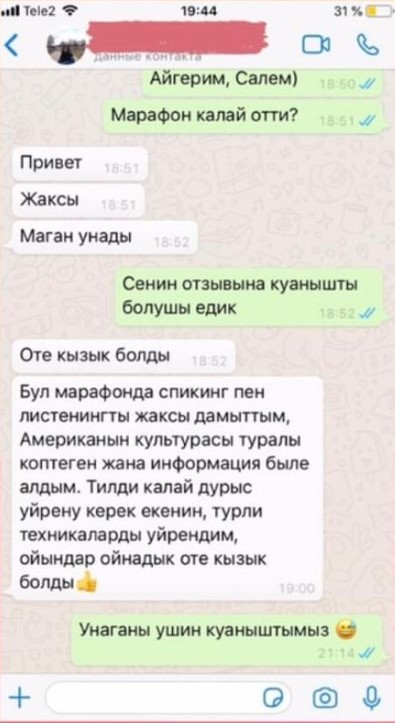 Tele2 19:44 31 %
данные контакта
Айгерим, Салем) 18:50
Марафон калай отти? 18:51
Привет 18:51
Жаксы 18:51
Маган унады 18:52
Сенин отзывына куанышты
болушы едик 18:52
Оте кызык болды 18:52
Бул марафонда спикинг пен
листенингты жаксы дамыттым,
Американын культурасы туралы
коптеген жана информация быле
алдым. Тилди калай дурыс
уйрену керек екенин, турли
техникаларды уйрендим,
ойындар ойнадык оте кызык
болды👍 19:00
Унаганы ушин куаныштымыз 😅
21:14